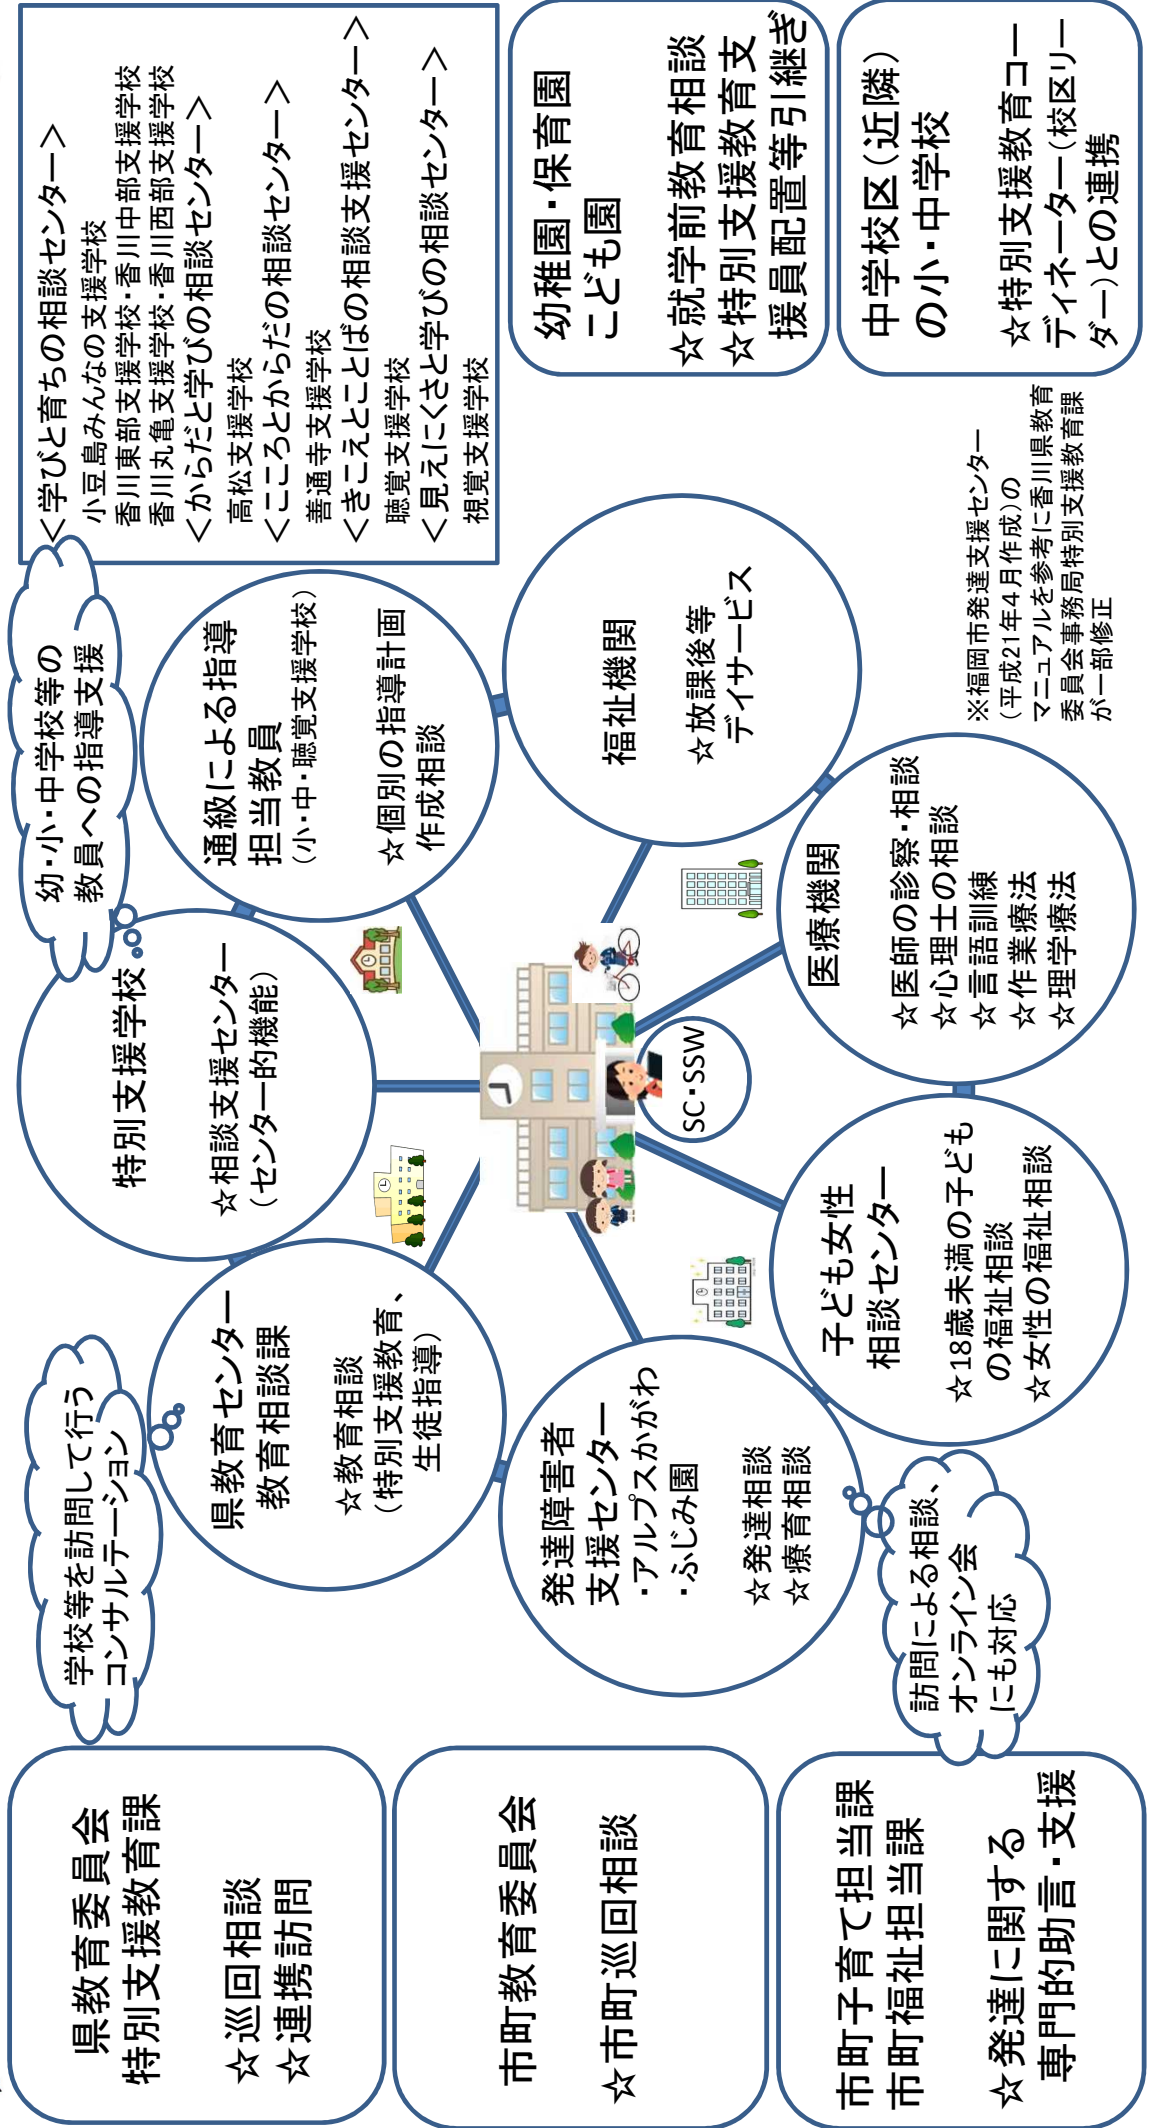 県教育委員会
特別支援教育課
☆巡回相談
☆連携訪問
市町教育委員会
☆市町巡回相談
市町子育て担当課
市町福祉担当課
☆発達に関する
専門的助言・支援
学校等を訪問して行う
コンサルテーション
県教育センター
教育相談課
☆教育相談
(特別支援教育、
生徒指導)
発達障害者
支援センター
・アルプスかがわ
・ふじみ園
☆発達相談
☆療育相談
訪問による相談、
オンライン会
にも対応
特別支援学校
☆相談支援センター
(センター的機能)
SC・SSW
子ども女性
相談センター
☆18歳未満の子ども
の福祉相談
☆女性の福祉相談
幼・小・中学校等の
教員への指導支援
通級による指導
担当教員
(小・中・聴覚支援学校)
☆個別の指導計画
作成相談
福祉機関
☆放課後等
デイサービス
医療機関
☆医師の診察・相談
☆心理士の相談
☆言語訓練
☆作業療法
☆理学療法
<学びと育ちの相談センター>
小豆島みんなの支援学校
香川東部支援学校・香川中部支援学校
香川丸亀支援学校・香川西部支援学校
<からだと学びの相談センター>
高松支援学校
<こころとからだの相談センター>
善通寺支援学校
<きこえとことばの相談支援センター>
聴覚支援学校
<見えにくさと学びの相談センター>
視覚支援学校
幼稚園・保育園
こども園
☆就学前教育相談
☆特別支援教育支
援員配置等引継ぎ
中学校区(近隣)
の小・中学校
☆特別支援教育コー
ディネーター(校区リー
ダー)との連携
※福岡市発達支援センター
(平成21年4月作成)の
マニュアルを参考に香川県教育
委員会事務局特別支援教育課
が一部修正